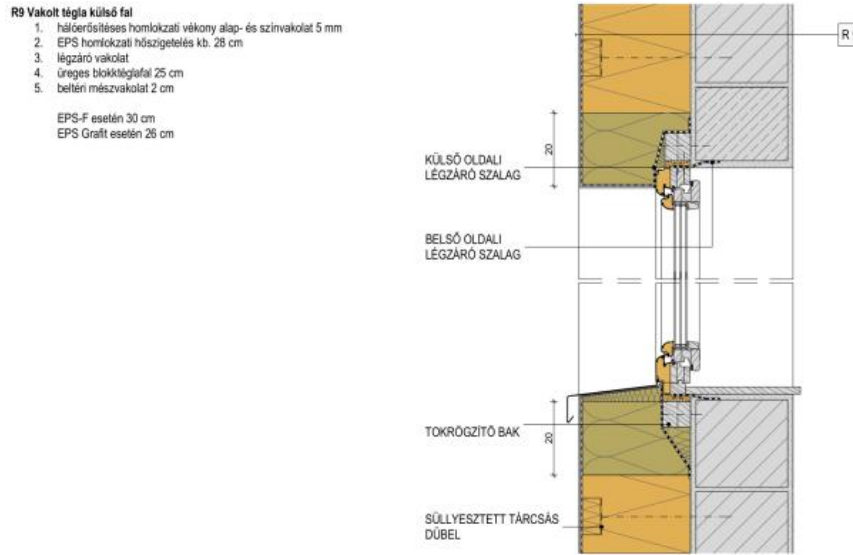 R9 Vakolt tégla külső fal
1. hálóerősítéses homlokzati vékony alap- és színvakolat 5 mm
2. EPS homlokzati hőszigetelés kb. 28 cm
3. légzáró vakolat
4. üreges blokktéglafal 25 cm
5. beltéri mészvakolat 2 cm
EPS-F esetén 30 cm
EPS Grafit esetén 26 cm
20
KÜLSŐ OLDALI
LÉGZÁRÓ SZALAG
BELSŐ OLDALI
LÉGZÁRÓ SZALAG
TOKRÖGZÍTŐ BAK
20
SÜLLYESZTETT TÁRCSÁS
DÜBEL